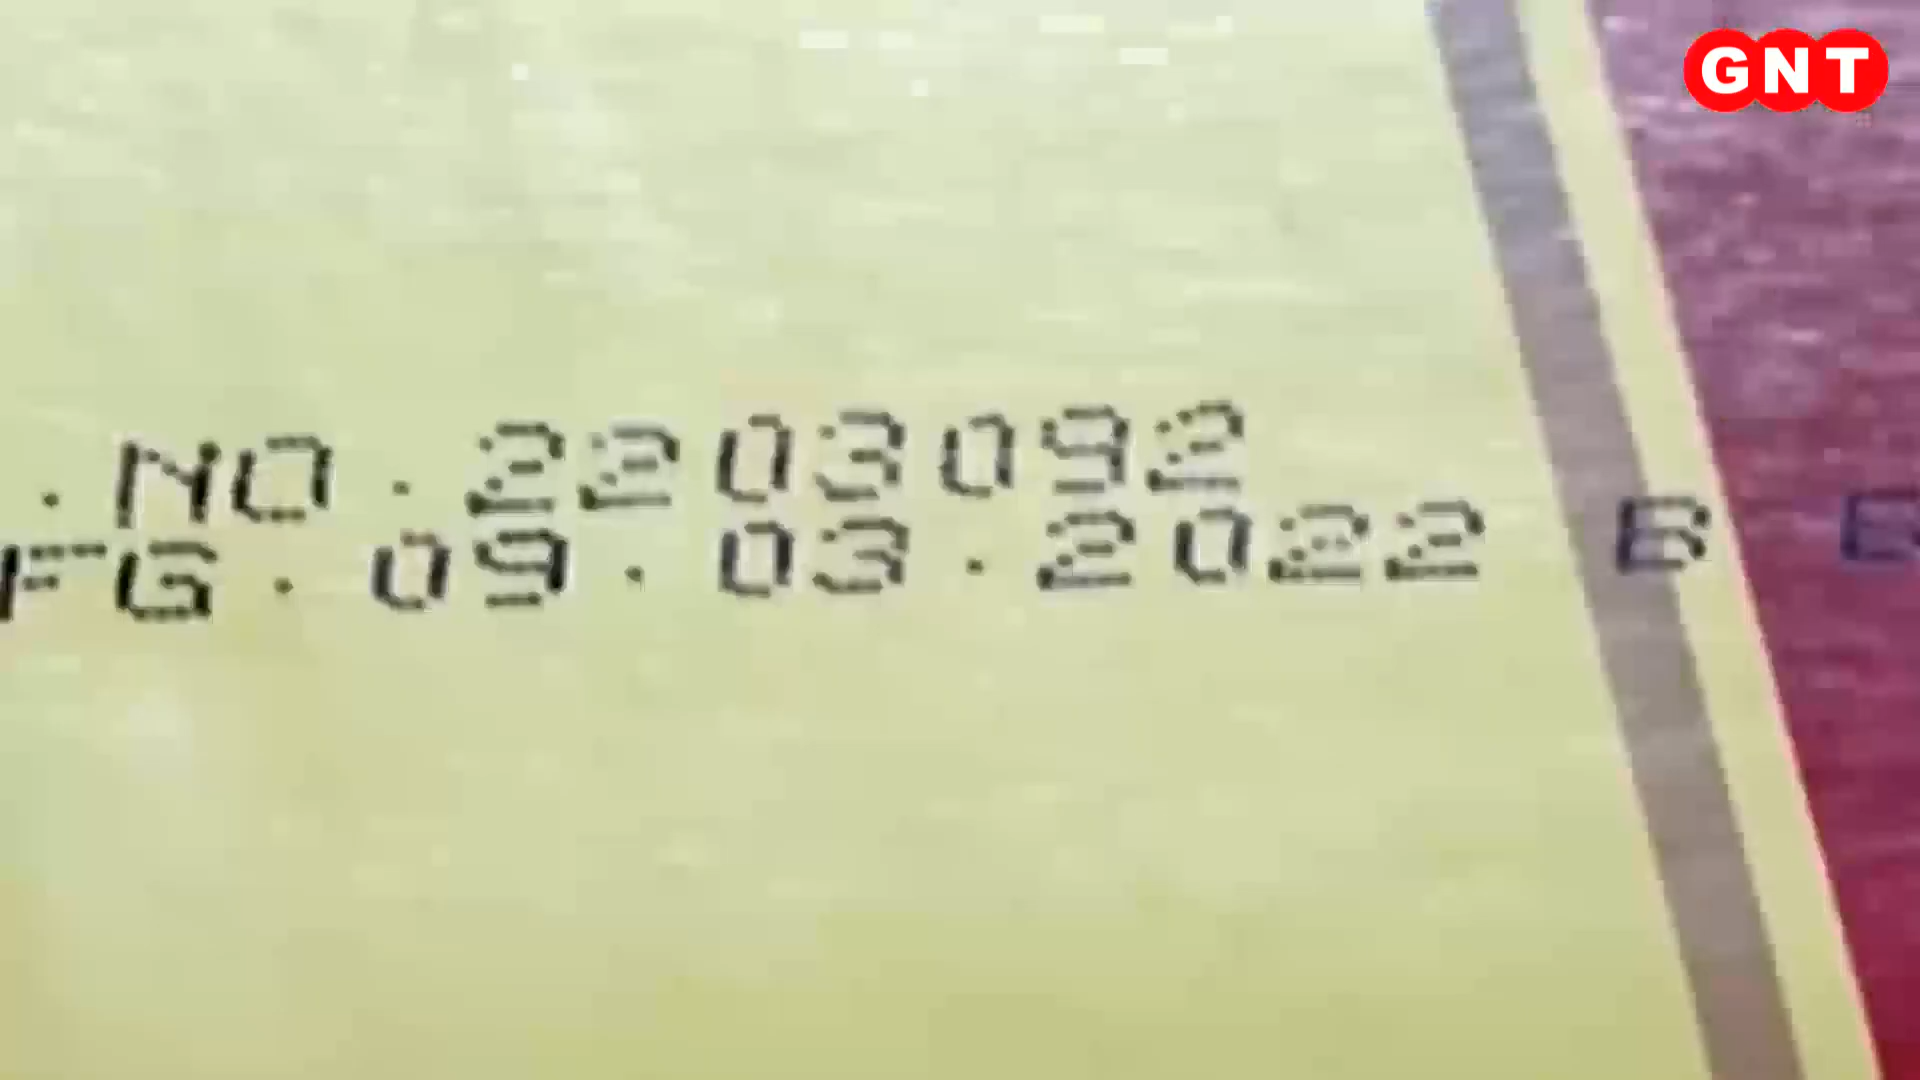 GNT
. NO . 2203092
FG . 09 . 03 . 2022 B